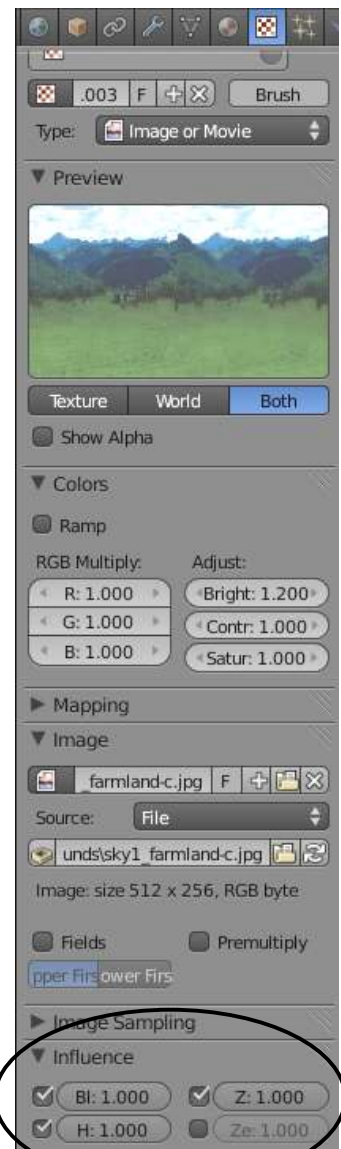 .003 F Brush
Type: Image or Movie
Preview
Texture World Both
Show Alpha
Colors
Ramp
RGB Multiply: Adjust:
R: 1.000 Bright: 1.200
G: 1.000 Contr: 1.000
B: 1.000 Satur: 1.000
Mapping
Image
_farmland-c.jpg F
Source: File
unds\sky1_farmland-c.jpg
Image: size 512 x 256, RGB byte
Fields Premultiply
pper Firs ower Firs
Image Sampling
Influence
Bl: 1.000 Z: 1.000
H: 1.000 Ze: 1.000